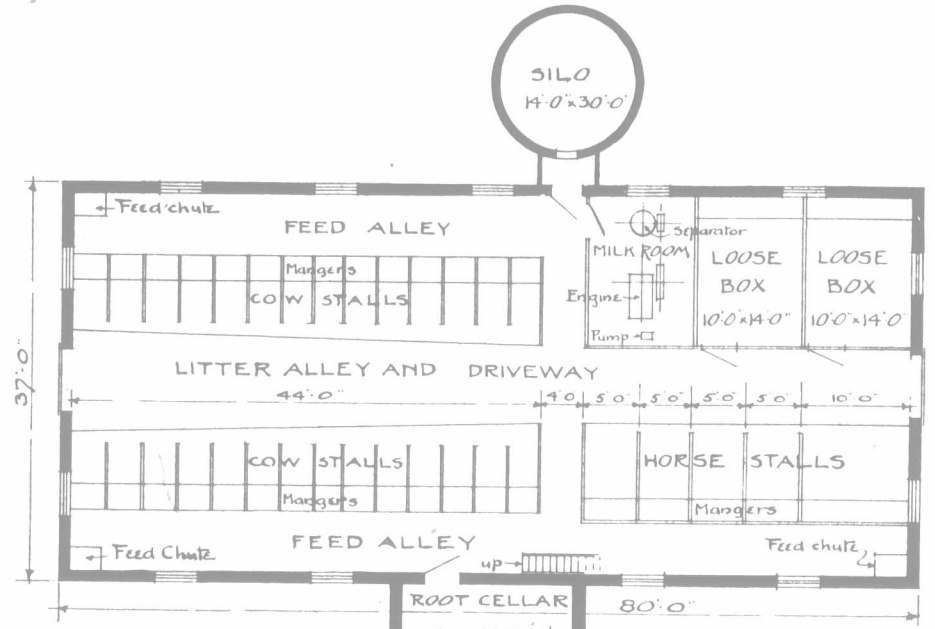 SILO
14'-0"x30'-0"
Feed chute
FEED ALLEY
Separator
MILK ROOM
LOOSE BOX
10'-0"x14'-0"
LOOSE BOX
10'-0"x14'-0"
Mangers
COW STALLS
Engine
Pump
37'-0"
LITTER ALLEY AND DRIVEWAY
44'-0" 4'0 5'0" 5'0" 5'0" 5'0" 10'0"
COW STALLS
Mangers
HORSE STALLS
Mangers
Feed Chute
FEED ALLEY
up
Feed chute
ROOT CELLAR
80'-0"